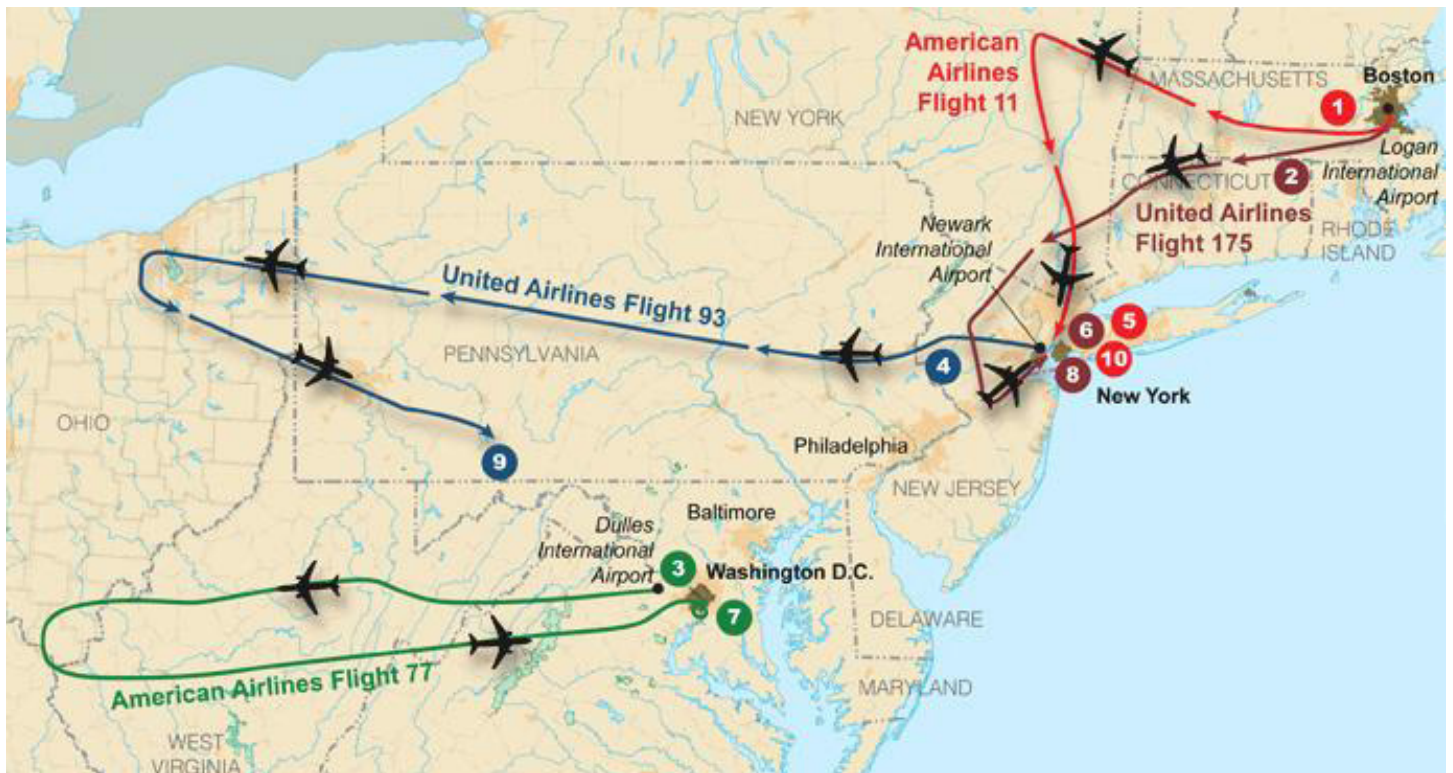 American
Airlines
Flight 11
MASSACHUSETTS
Boston
1
NEW YORK
Logan
International
Airport
2
CONNECTICUT
United Airlines
Flight 175
RHODE
ISLAND
Newark
International
Airport
United Airlines Flight 93
6
5
10
8
4
New York
PENNSYLVANIA
OHIO
Philadelphia
9
NEW JERSEY
Baltimore
Dulles
International
Airport
3
Washington D.C.
7
DELAWARE
American Airlines Flight 77
MARYLAND
WEST
VIRGINIA